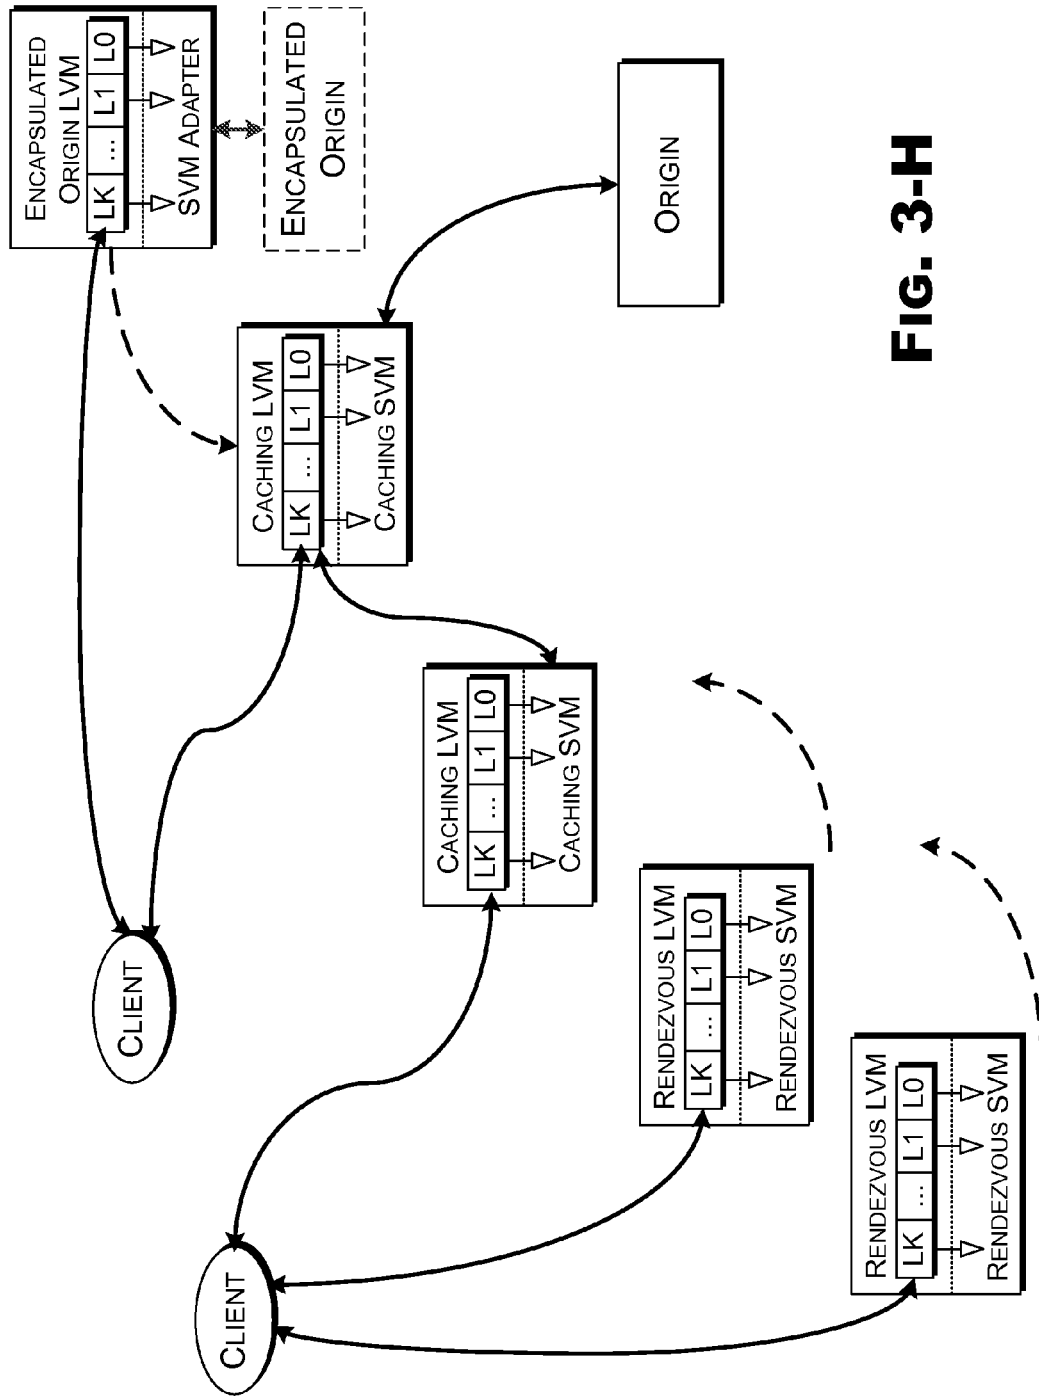 ENCAPSULATED
ORIGIN LVM
LK ... L1 L0
SVM ADAPTER
ENCAPSULATED
ORIGIN
CACHING LVM
LK ... L1 L0
CACHING SVM
ORIGIN
CLIENT
CACHING LVM
LK ... L1 L0
CACHING SVM
CLIENT
RENDEZVOUS LVM
LK ... L1 L0
RENDEZVOUS SVM
RENDEZVOUS LVM
LK ... L1 L0
RENDEZVOUS SVM
FIG. 3-H